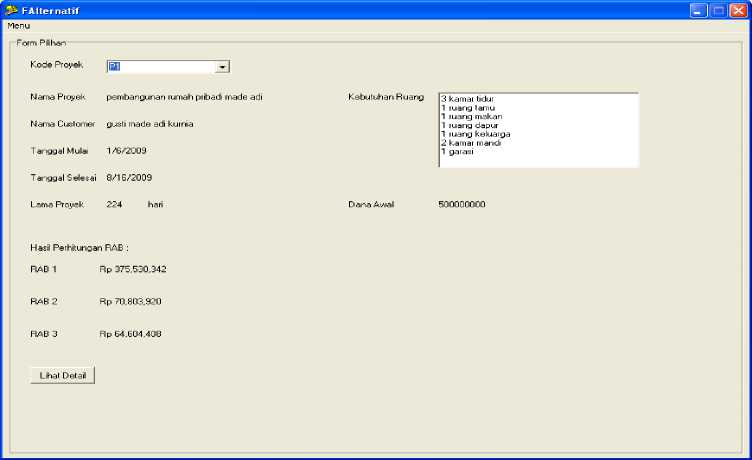 FAlternatif
Menu
Form Pilihan
Kode Proyek P1
Nama Proyek pembangunan rumah pribadi made adi
Kebutuhan Ruang
3 kamar tidur
1 ruang tamu
1 ruang makan
1 ruang dapur
1 ruang keluarga
2 kamar mandi
1 garasi
Nama Customer gusti made adi kurnia
Tanggal Mulai 1/6/2009
Tanggal Selesai 8/16/2009
Lama Proyek 224 hari
Dana Awal 500000000
Hasil Perhitungan RAB :
RAB 1 Rp 375,530,342
RAB 2 Rp 70,803,920
RAB 3 Rp 64,604,408
Lihat Detail